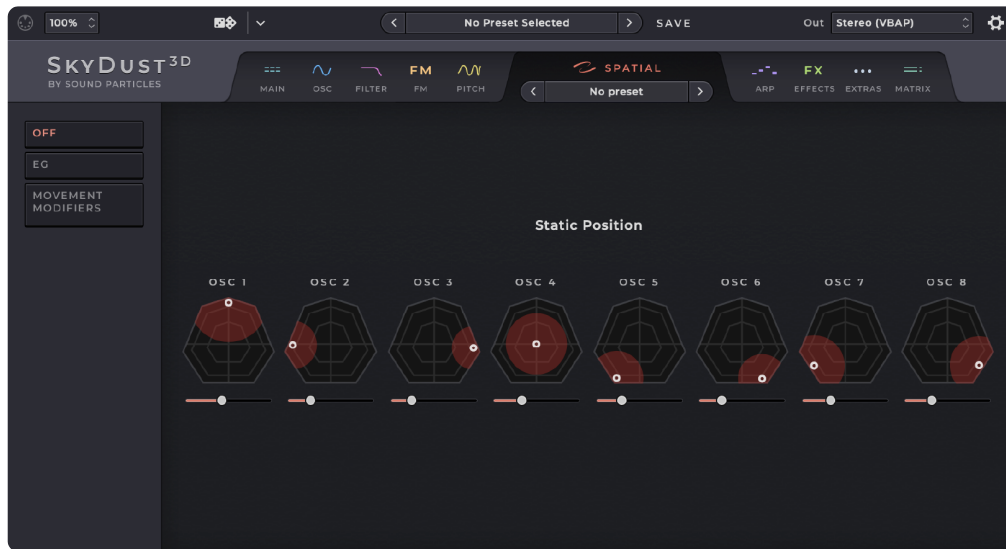 100%
No Preset Selected
SAVE
Out
Stereo (VBAP)
SKYDUST3D
BY SOUND PARTICLES
MAIN
OSC
FILTER
FM
FM
PITCH
SPATIAL
No preset
ARP
FX
EFFECTS
EXTRAS
MATRIX
OFF
EG
MOVEMENT
MODIFIERS
Static Position
OSC 1
OSC 2
OSC 3
OSC 4
OSC 5
OSC 6
OSC 7
OSC 8